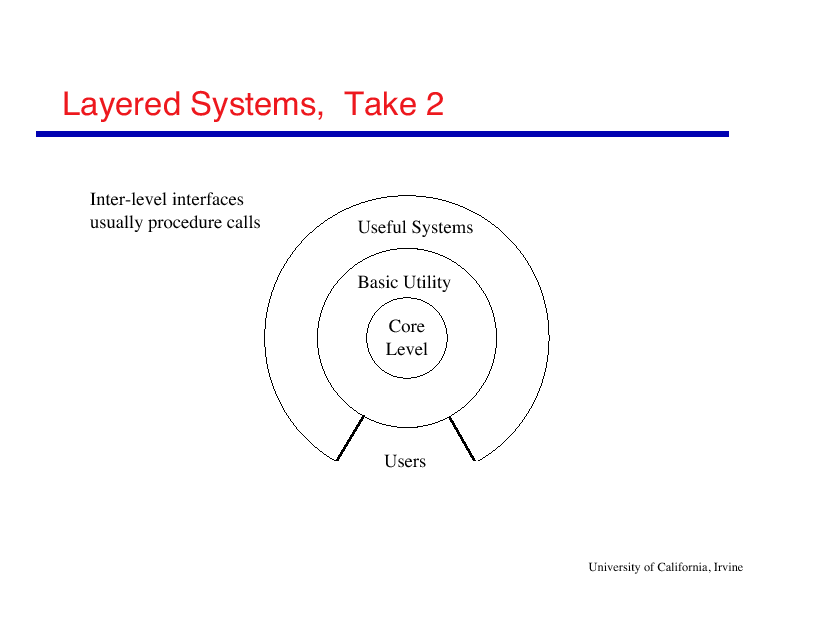 Layered Systems,  Take 2
Inter-level interfaces
usually procedure calls
Useful Systems
Basic Utility
Core
Level
Users
University of California, Irvine